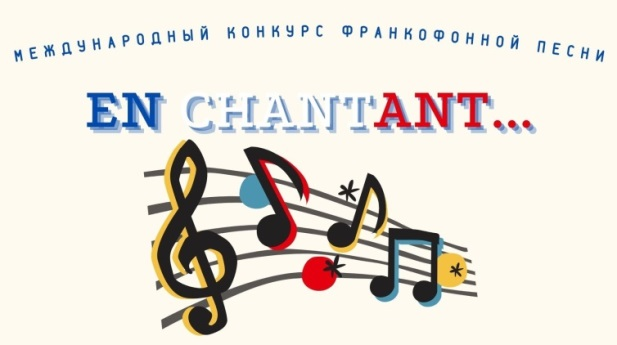 МЕЖДУНАРОДНЫЙ КОНКУРС ФРАНКОФОННОЙ ПЕСНИ
EN CHANTANT...